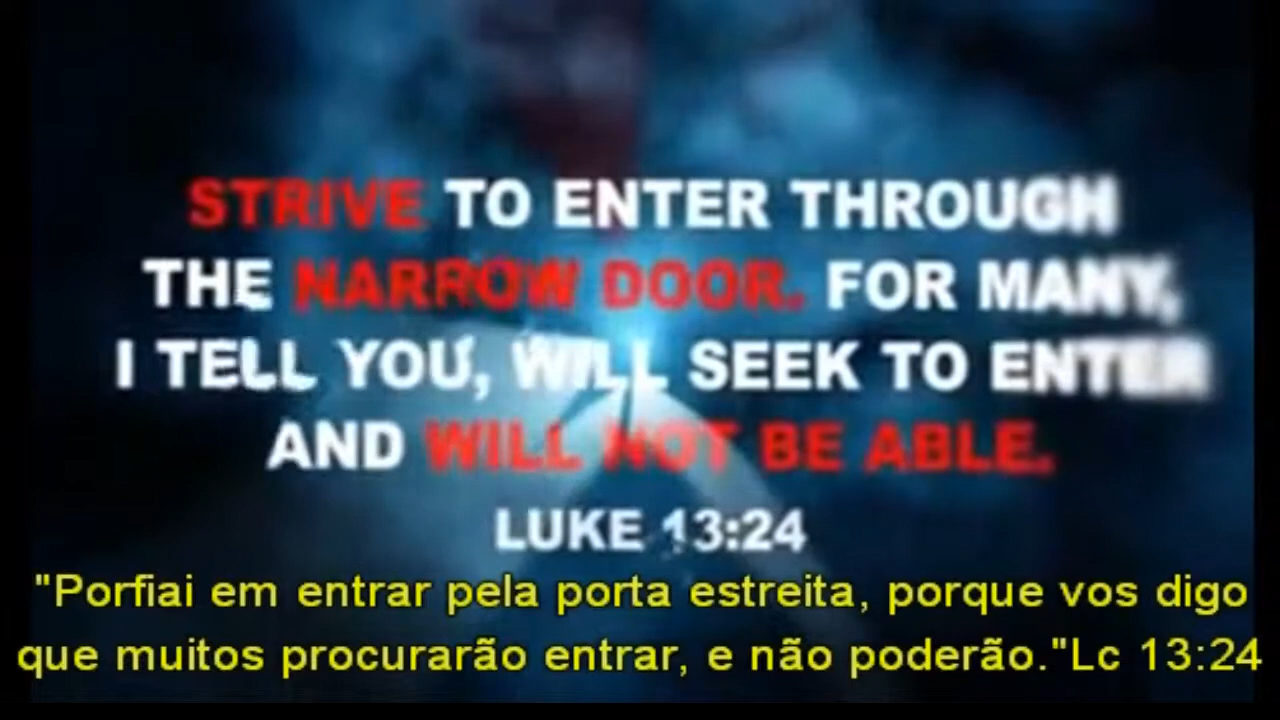 STRIVE TO ENTER THROUGH
THE NARROW DOOR. FOR MANY,
I TELL YOU, WILL SEEK TO ENTER
AND WILL NOT BE ABLE.
LUKE 13:24
"Porfiai em entrar pela porta estreita, porque vos digo
que muitos procurarão entrar, e não poderão."Lc 13:24